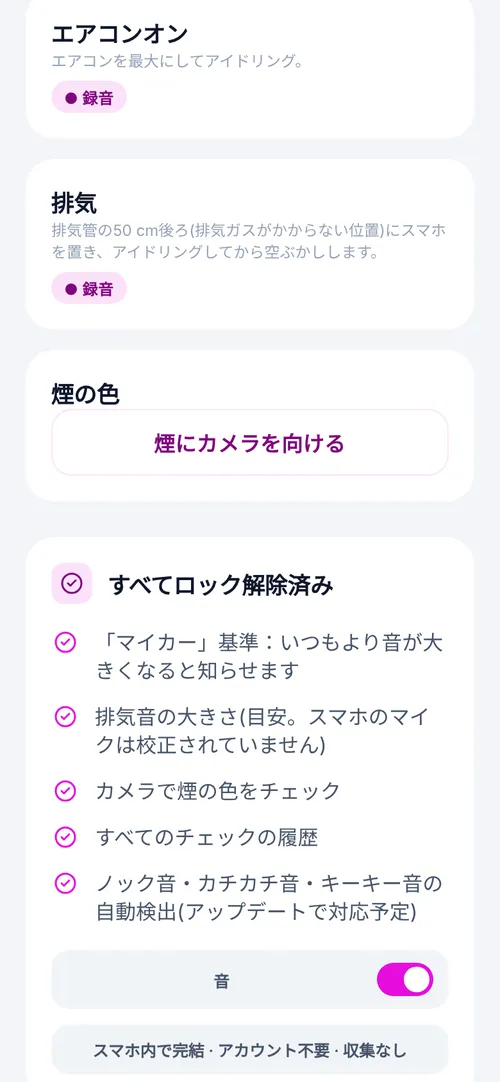 エアコンオン
エアコンを最大にしてアイドリング。
録音
排気
排気管の50 cm後ろ(排気ガスがかからない位置)にスマホ
を置き、アイドリングしてから空ぶかしします。
録音
煙の色
煙にカメラを向ける
すべてロック解除済み
「マイカー」基準：いつもより音が大
きくなると知らせます
排気音の大きさ(目安。スマホのマイ
クは校正されていません)
カメラで煙の色をチェック
すべてのチェックの履歴
ノック音・カチカチ音・キーキー音の
自動検出(アップデートで対応予定)
音
スマホ内で完結 · アカウント不要 · 収集なし